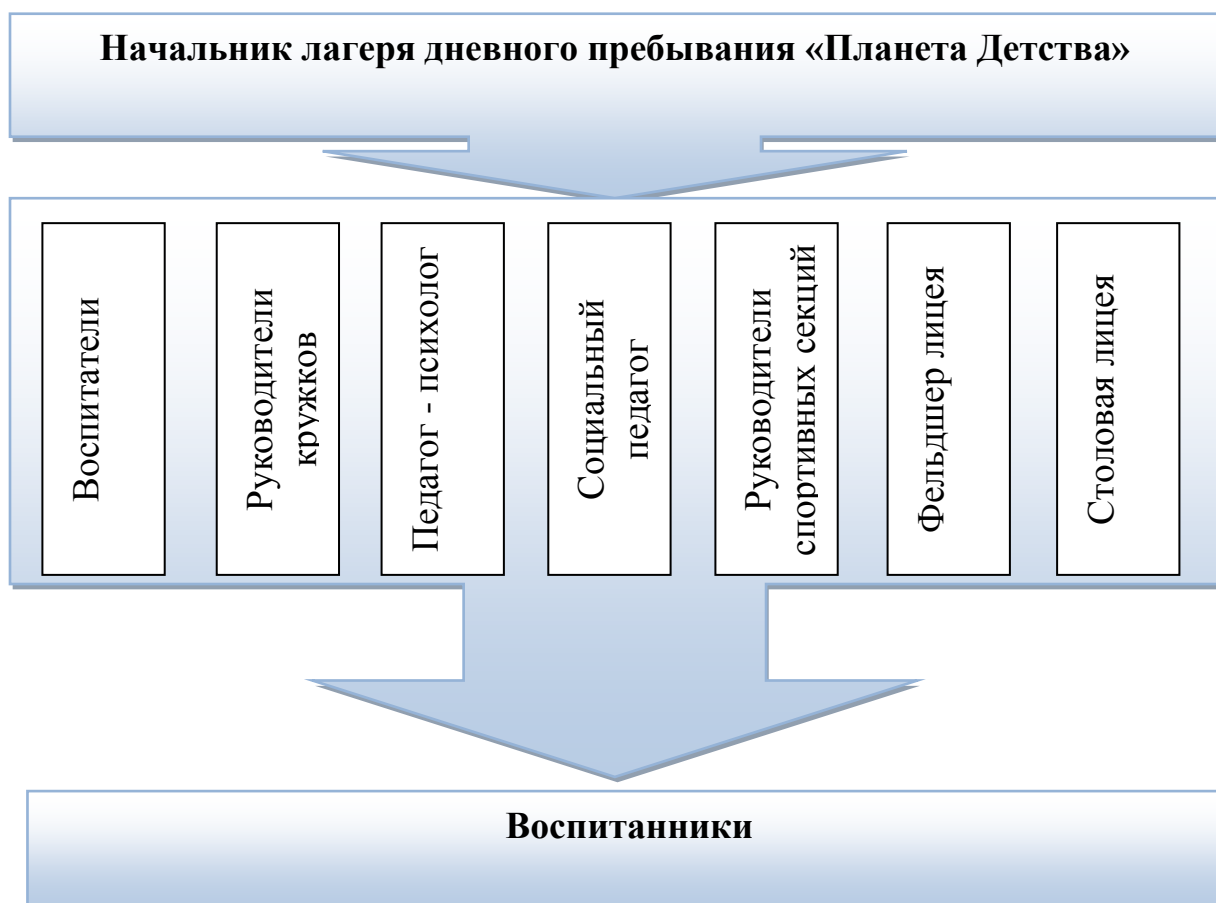 Начальник лагеря дневного пребывания «Планета Детства»
Воспитатели
Руководители
кружков
Педагог - психолог
Социальный
педагог
Руководители
спортивных секций
Фельдшер лицея
Столовая лицея
Воспитанники